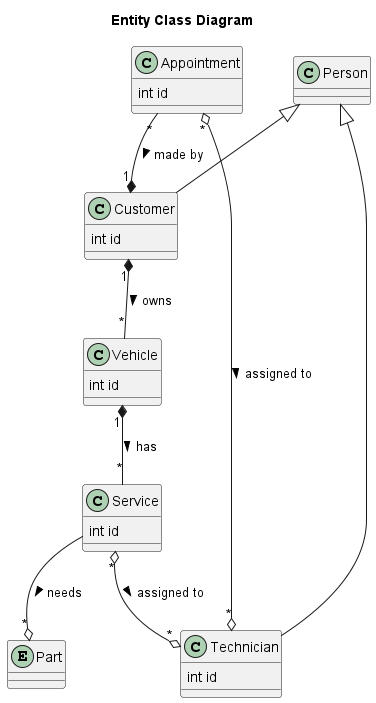 Entity Class Diagram
C Appointment
int id
C Person
*
*
made by
1
C Customer
int id
1
owns
*
C Vehicle
int id
assigned to
1
has
*
C Service
int id
*
needs
assigned to
*
*
*
E Part
C Technician
int id